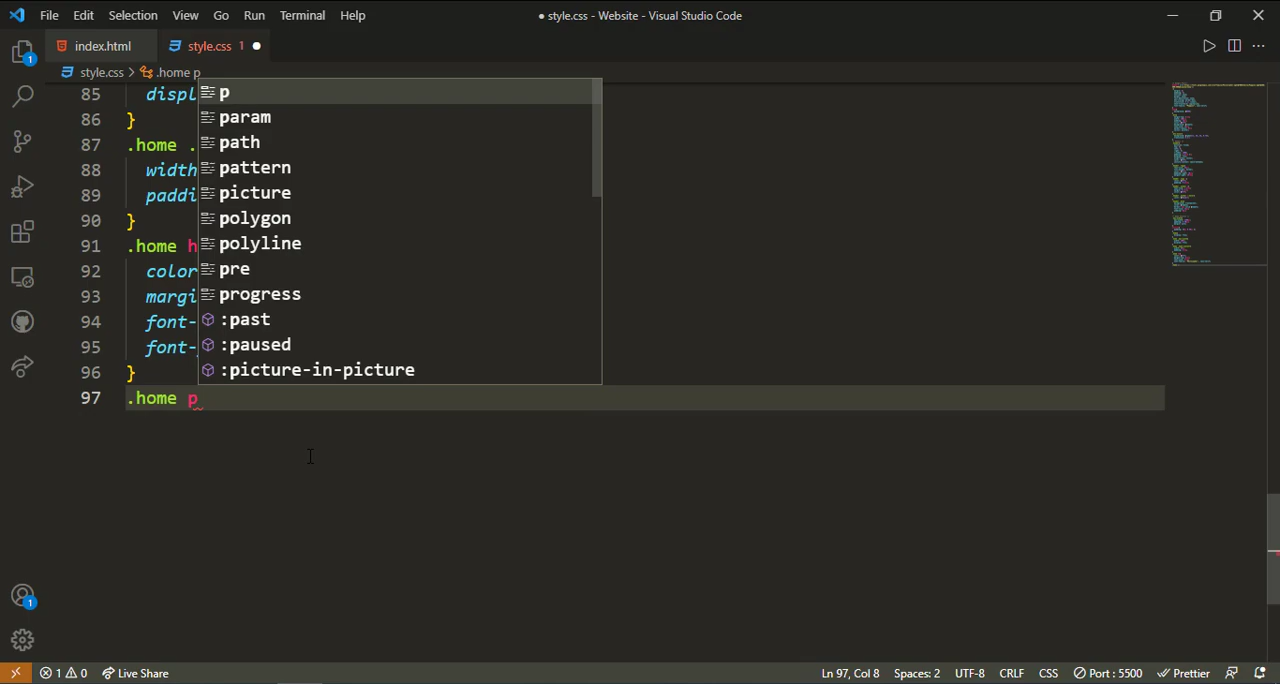 File Edit Selection View Go Run Terminal Help ● style.css - Website - Visual Studio Code
1 index.html style.css 1 ●
style.css > .home p
85 displ
86 }
87 .home .
88 width
89 paddi
90 }
91 .home h
92 color
93 margi
94 font-
95 font-
96 }
97 .home p
p
param
path
pattern
picture
polygon
polyline
pre
progress
:past
:paused
:picture-in-picture
1
1 0 Live Share Ln 97, Col 8 Spaces: 2 UTF-8 CRLF CSS Port : 5500 Prettier